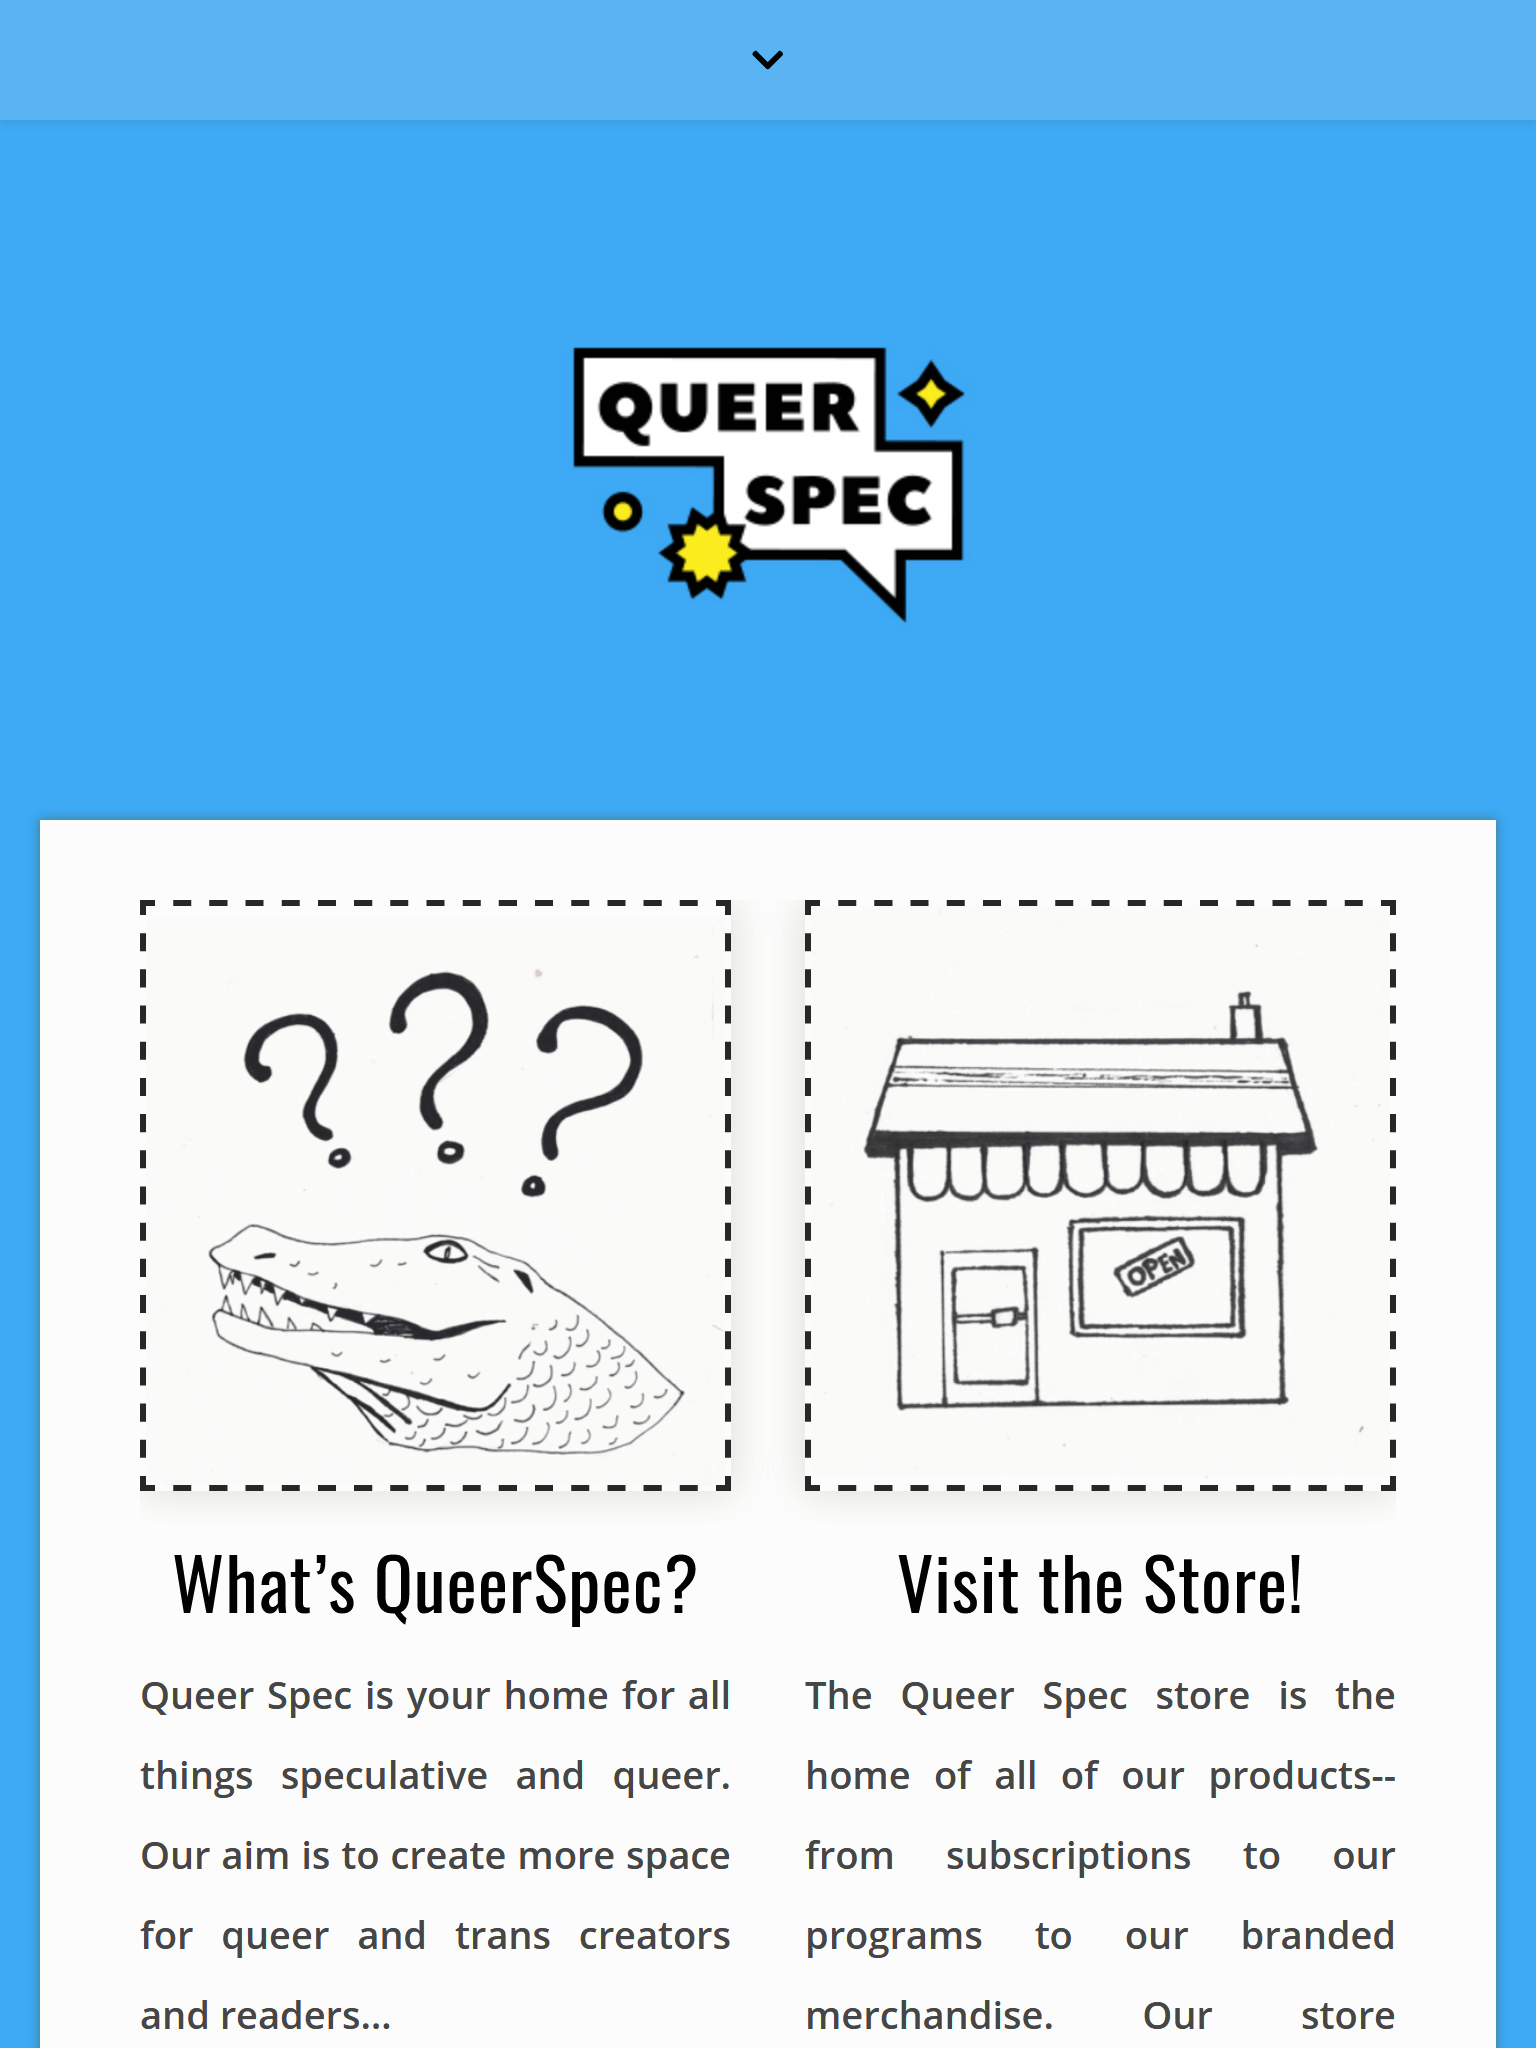 QUEER
SPEC
???
OPEN
What’s QueerSpec?
Queer Spec is your home for all
things speculative and queer.
Our aim is to create more space
for queer and trans creators
and readers...
Visit the Store!
The Queer Spec store is the
home of all of our products--
from subscriptions to our
programs to our branded
merchandise. Our store